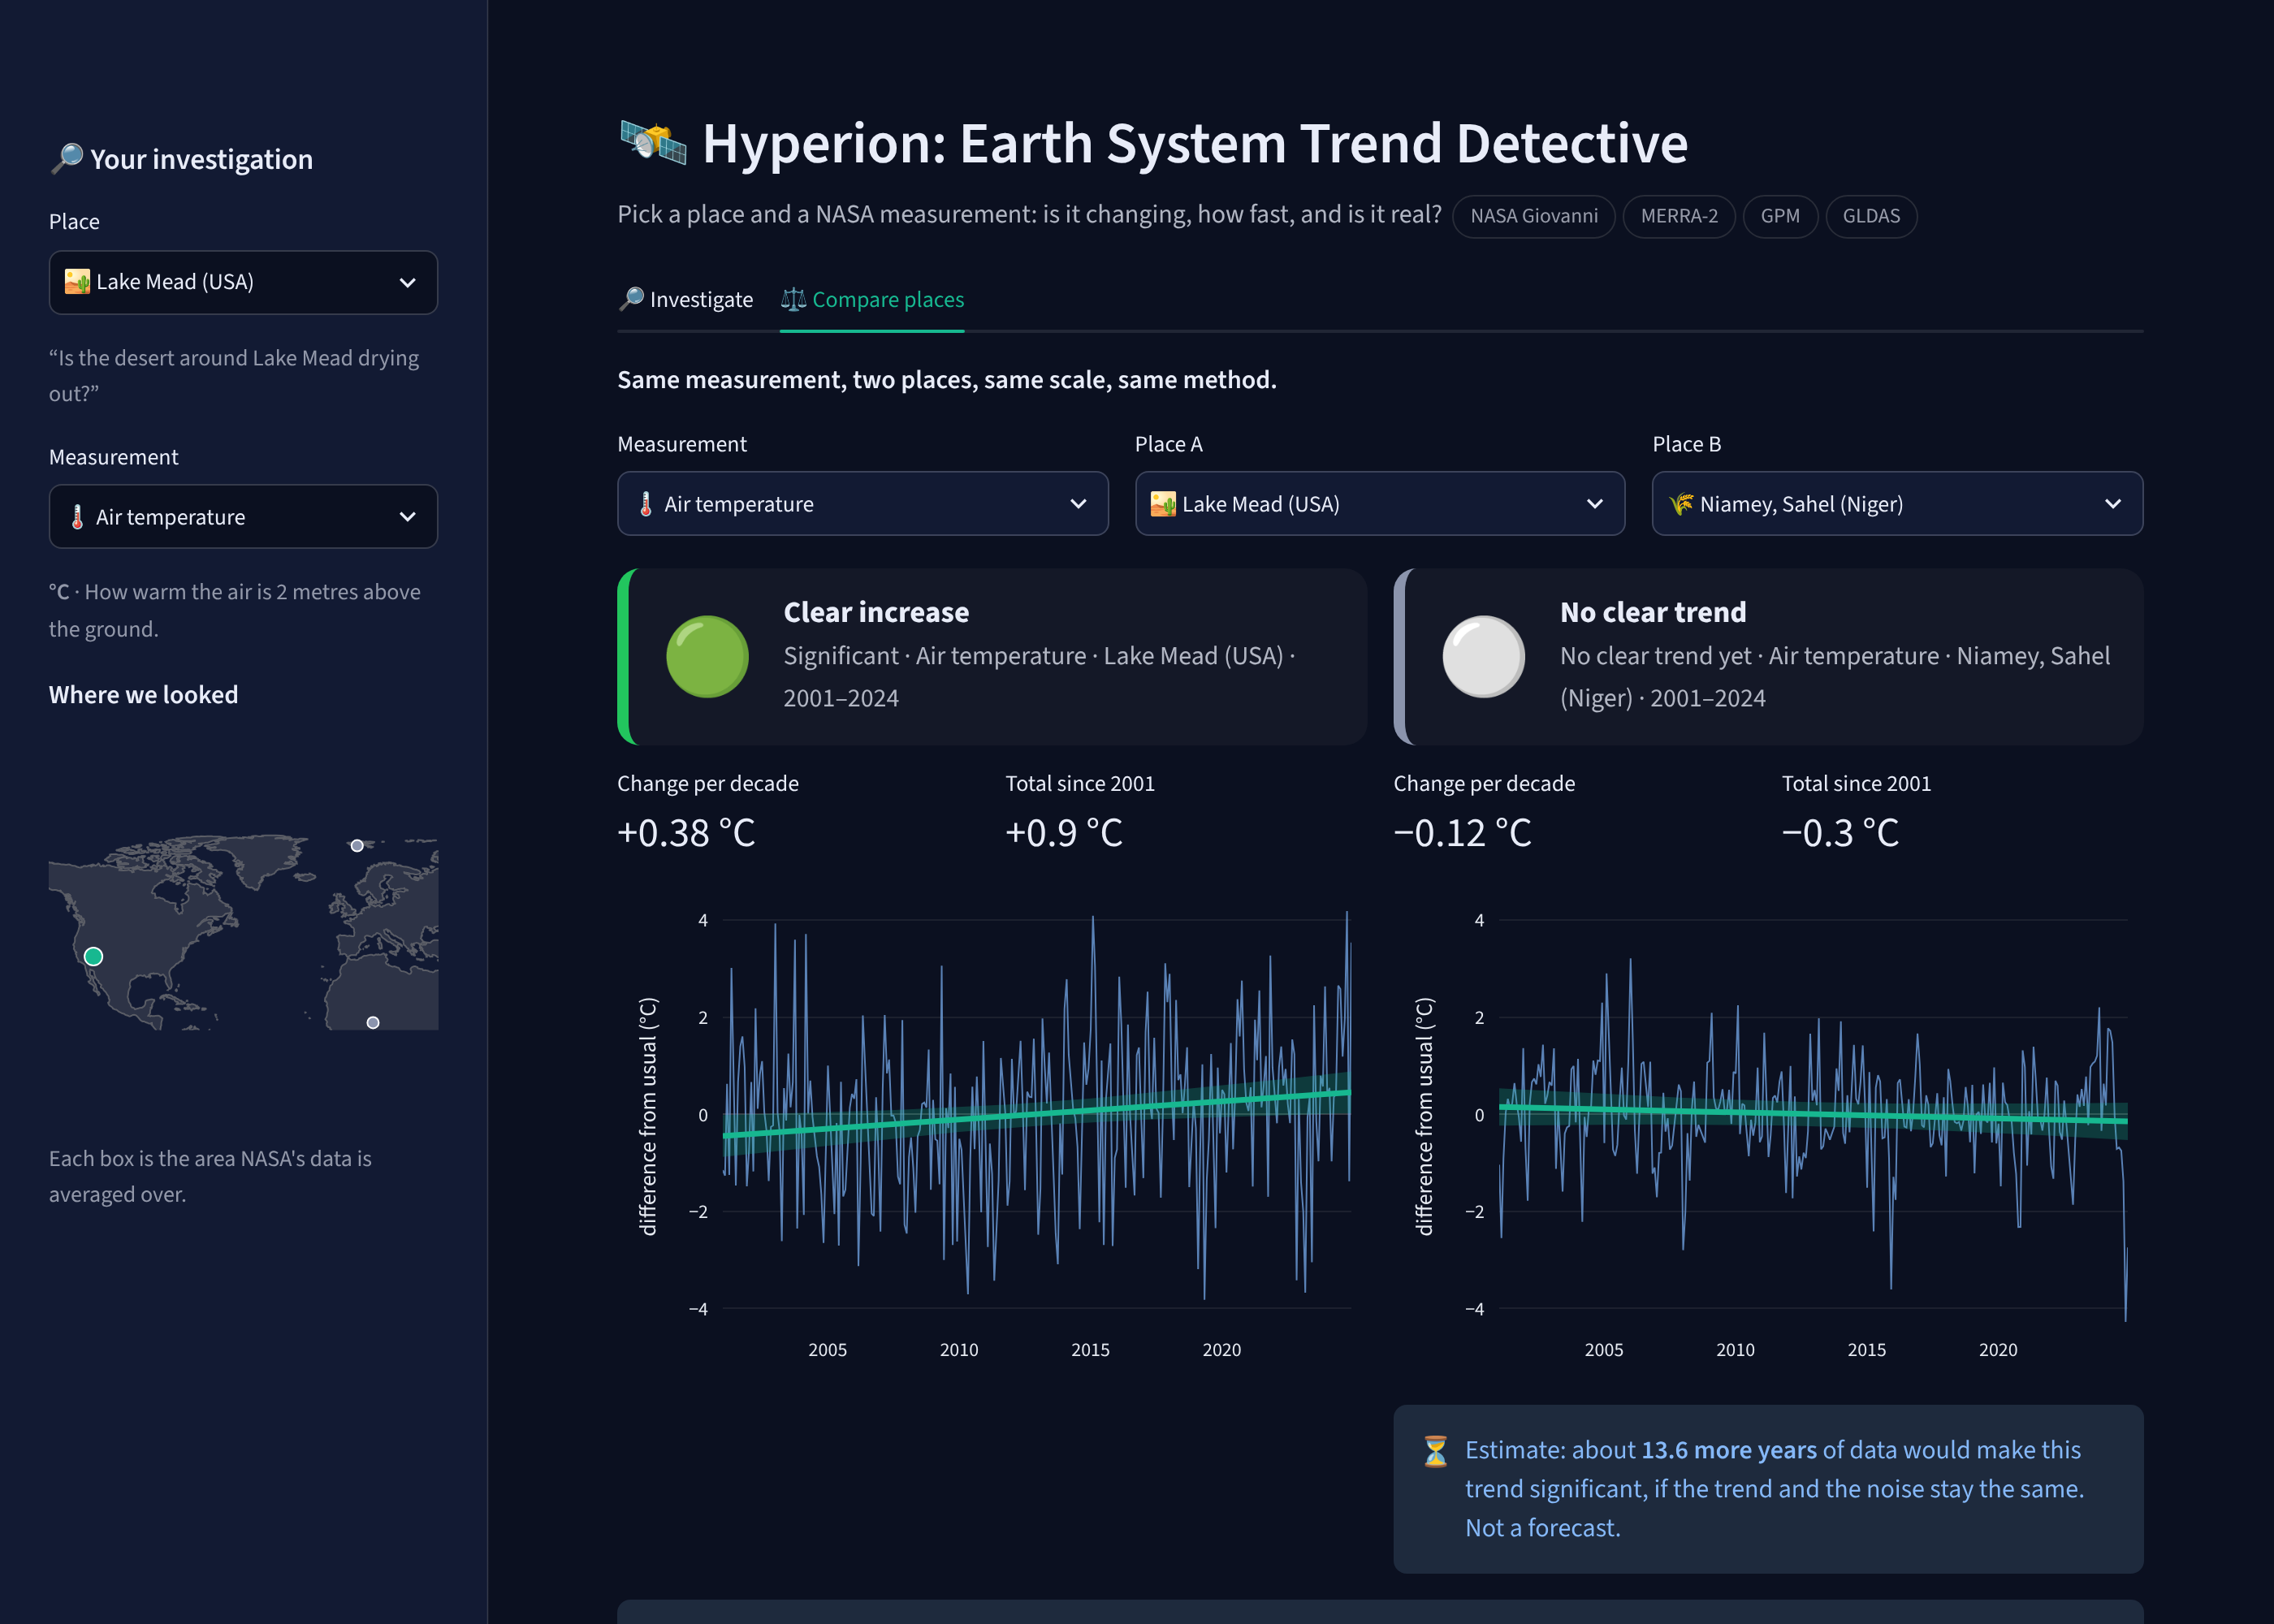 🔎 Your investigation
Place
🏜️ Lake Mead (USA)
“Is the desert around Lake Mead drying
out?”
Measurement
🌡️ Air temperature
°C · How warm the air is 2 metres above
the ground.
Where we looked
Each box is the area NASA's data is
averaged over.
🛰️ Hyperion: Earth System Trend Detective
Pick a place and a NASA measurement: is it changing, how fast, and is it real? NASA Giovanni MERRA-2 GPM GLDAS
🔎 Investigate ⚖️ Compare places
Same measurement, two places, same scale, same method.
Measurement Place A Place B
🌡️ Air temperature 🏜️ Lake Mead (USA) 🌾 Niamey, Sahel (Niger)
Clear increase
Significant · Air temperature · Lake Mead (USA) ·
2001–2024
No clear trend
No clear trend yet · Air temperature · Niamey, Sahel
(Niger) · 2001–2024
Change per decade Total since 2001 Change per decade Total since 2001
+0.38 °C +0.9 °C −0.12 °C −0.3 °C
difference from usual (°C)
4
2
0
−2
−4
2005 2010 2015 2020
difference from usual (°C)
4
2
0
−2
−4
2005 2010 2015 2020
⏳ Estimate: about 13.6 more years of data would make this
trend significant, if the trend and the noise stay the same.
Not a forecast.